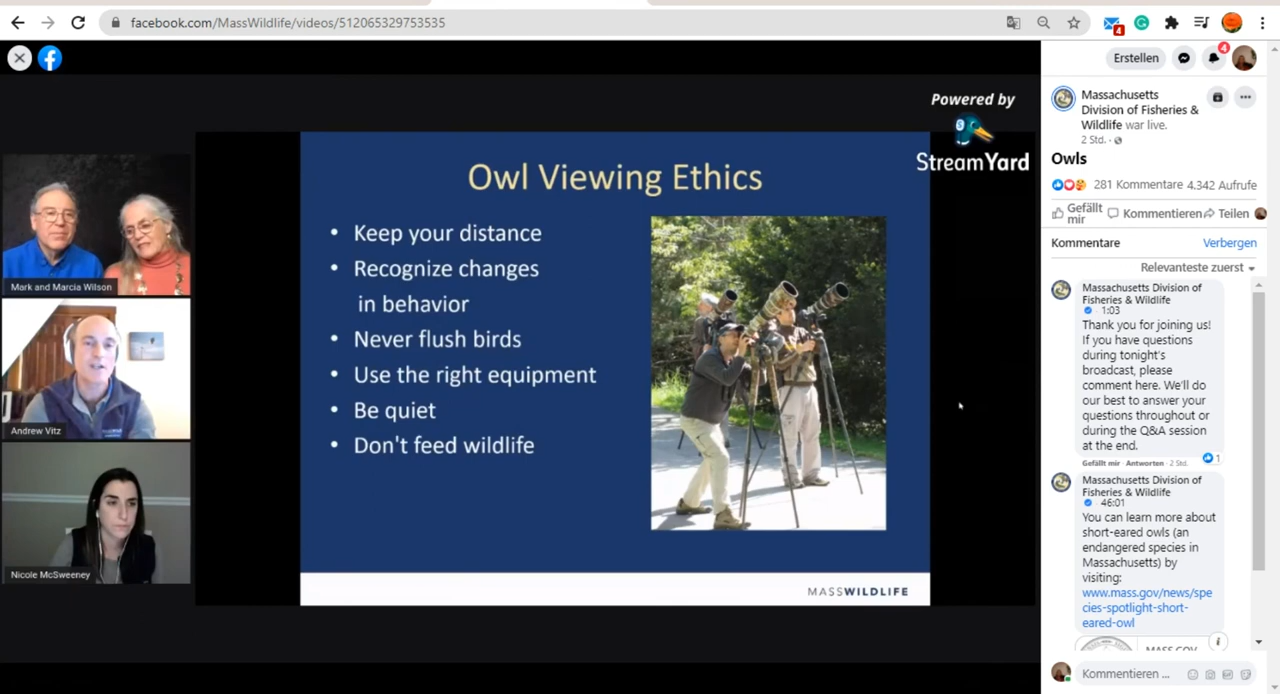 facebook.com/MassWildlife/videos/512065329753535
4
Erstellen
4
Powered by
StreamYard
Massachusetts
Division of Fisheries &
Wildlife war live.
2 Std. ·
Owls
281 Kommentare 4.342 Aufrufe
Gefällt
mir
Kommentieren
Teilen
Kommentare
Verbergen
Relevanteste zuerst
Mark and Marcia Wilson
Andrew Vitz
Nicole McSweeney
Owl Viewing Ethics
• Keep your distance
• Recognize changes
in behavior
• Never flush birds
• Use the right equipment
• Be quiet
• Don't feed wildlife
MASSWILDLIFE
Massachusetts Division of
Fisheries & Wildlife
· 1:03
Thank you for joining us!
If you have questions
during tonight's
broadcast, please
comment here. We'll do
our best to answer your
questions throughout or
during the Q&A session
at the end.
1
Gefällt mir · Antworten · 2 Std.
Massachusetts Division of
Fisheries & Wildlife
· 46:01
You can learn more about
short-eared owls (an
endangered species in
Massachusetts) by
visiting:
www.mass.gov/news/spe
cies-spotlight-short-
eared-owl
MASS.GOV
Kommentieren ...